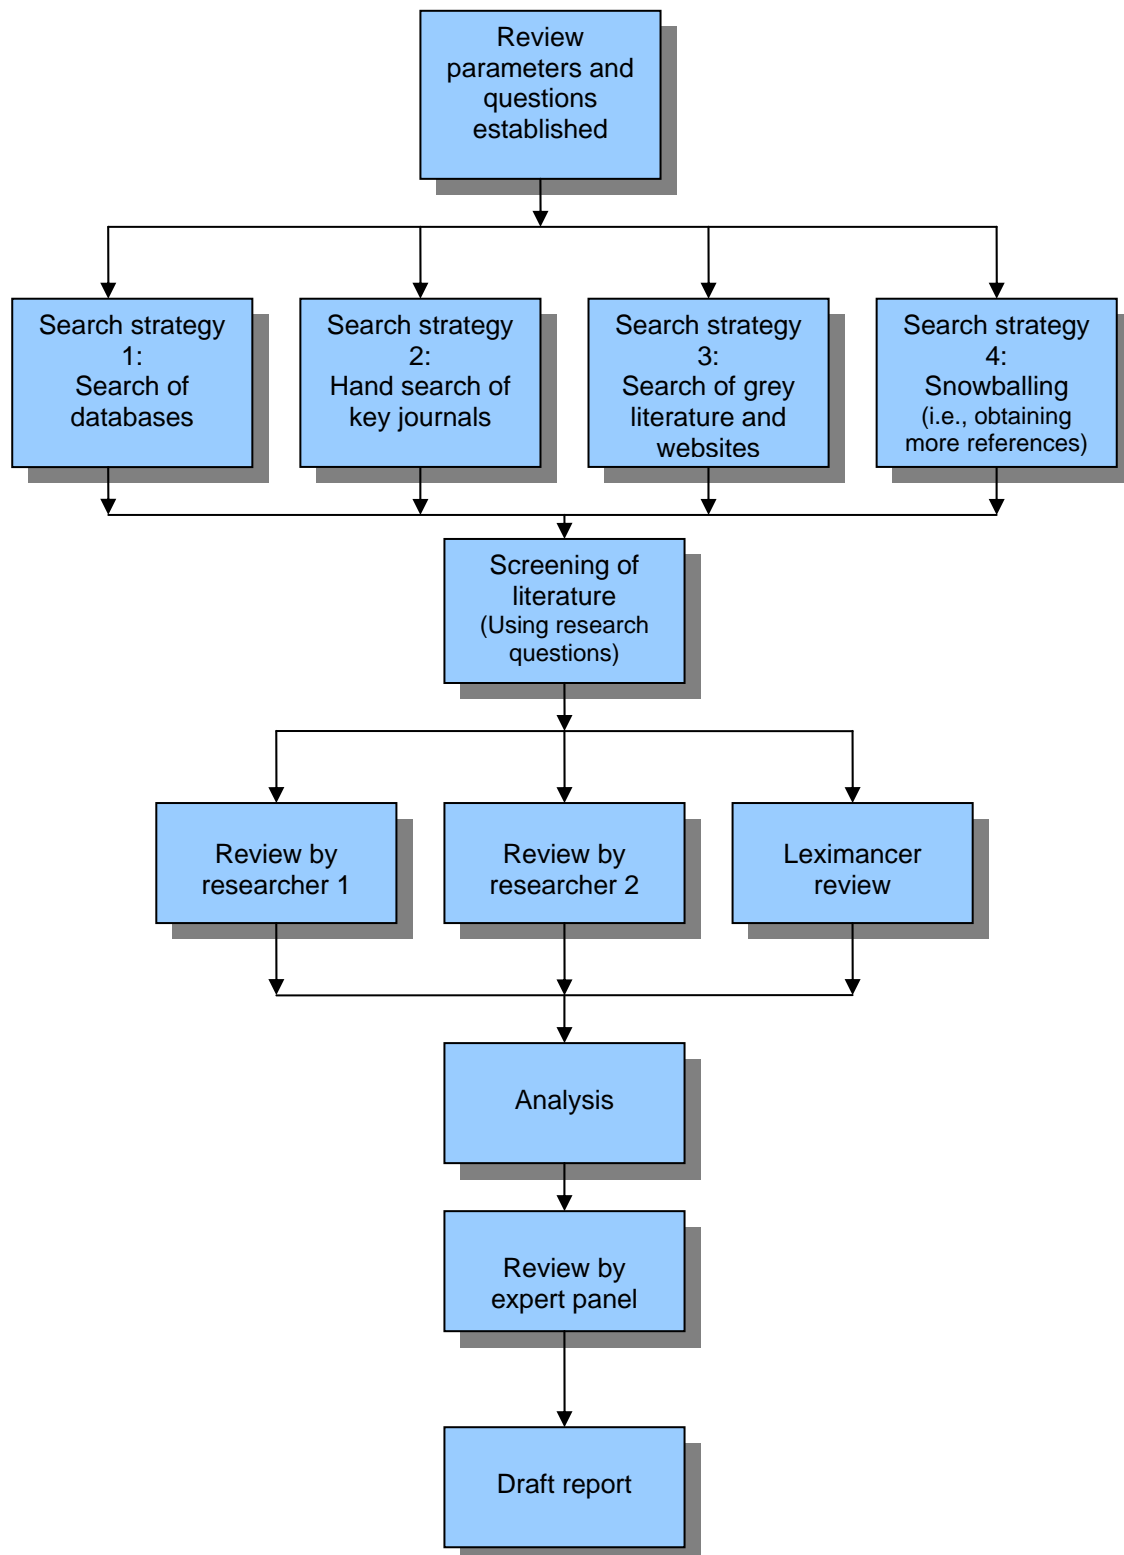 Review
parameters and
questions
established
Search strategy
1:
Search of
databases
Search strategy
2:
Hand search of
key journals
Search strategy
3:
Search of grey
literature and
websites
Search strategy
4:
Snowballing
(i.e., obtaining
more references)
Screening of
literature
(Using research
questions)
Review by
researcher 1
Review by
researcher 2
Leximancer
review
Analysis
Review by
expert panel
Draft report